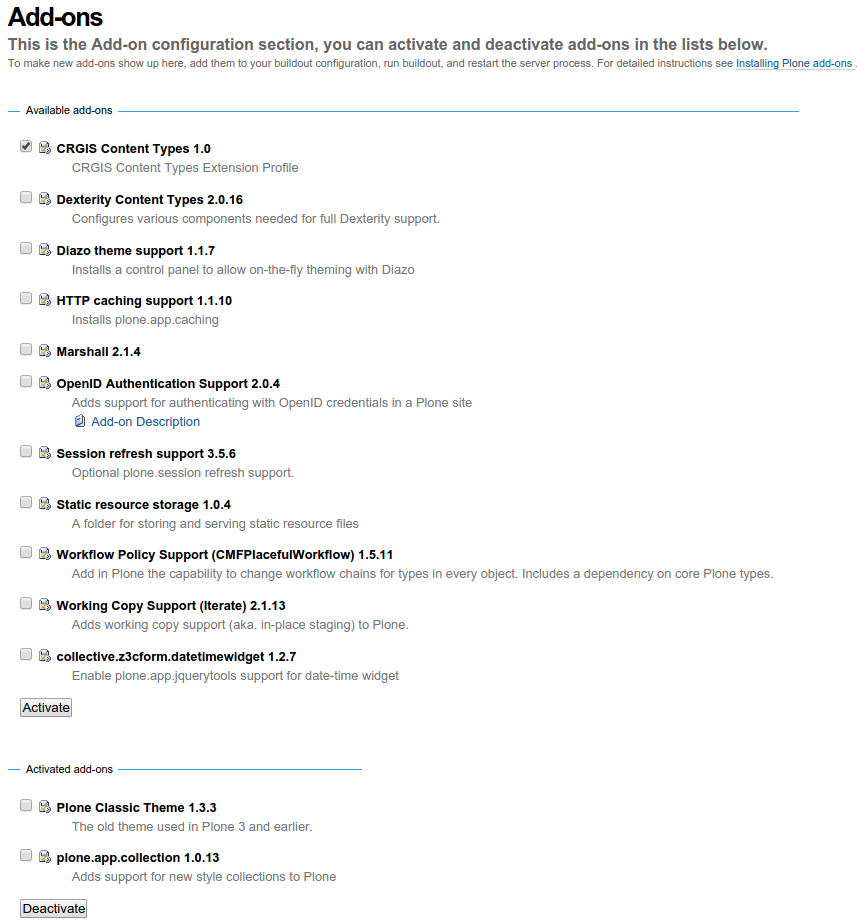 Add-ons
This is the Add-on configuration section, you can activate and deactivate add-ons in the lists below.
To make new add-ons show up here, add them to your buildout configuration, run buildout, and restart the server process. For detailed instructions see Installing Plone add-ons .
Available add-ons
CRGIS Content Types 1.0
CRGIS Content Types Extension Profile
Dexterity Content Types 2.0.16
Configures various components needed for full Dexterity support.
Diazo theme support 1.1.7
Installs a control panel to allow on-the-fly theming with Diazo
HTTP caching support 1.1.10
Installs plone.app.caching
Marshall 2.1.4
OpenID Authentication Support 2.0.4
Adds support for authenticating with OpenID credentials in a Plone site
Add-on Description
Session refresh support 3.5.6
Optional plone.session refresh support.
Static resource storage 1.0.4
A folder for storing and serving static resource files
Workflow Policy Support (CMFPlacefulWorkflow) 1.5.11
Add in Plone the capability to change workflow chains for types in every object. Includes a dependency on core Plone types.
Working Copy Support (Iterate) 2.1.13
Adds working copy support (aka. in-place staging) to Plone.
collective.z3cform.datetimewidget 1.2.7
Enable plone.app.jquerytools support for date-time widget
Activate
Activated add-ons
Plone Classic Theme 1.3.3
The old theme used in Plone 3 and earlier.
plone.app.collection 1.0.13
Adds support for new style collections to Plone
Deactivate